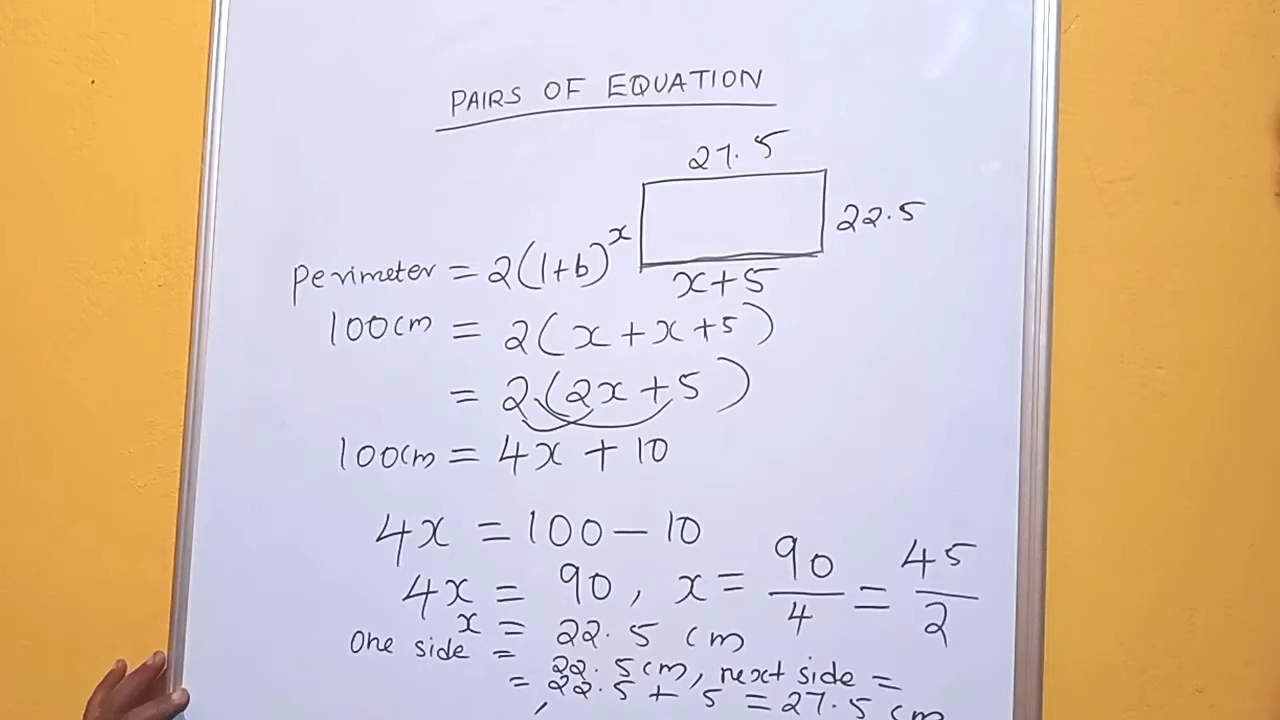 PAIRS OF EQUATION
27.5
22.5
x
x+5
Perimeter = 2(l+b)
100cm = 2(x+x+5)
= 2(2x+5)
100cm = 4x + 10
4x = 100 - 10
4x = 90, x = 90/4 = 45/2
x = 22.5 cm
One side =
= 22.5cm, next side =
, 22.5 + 5 = 27.5 cm